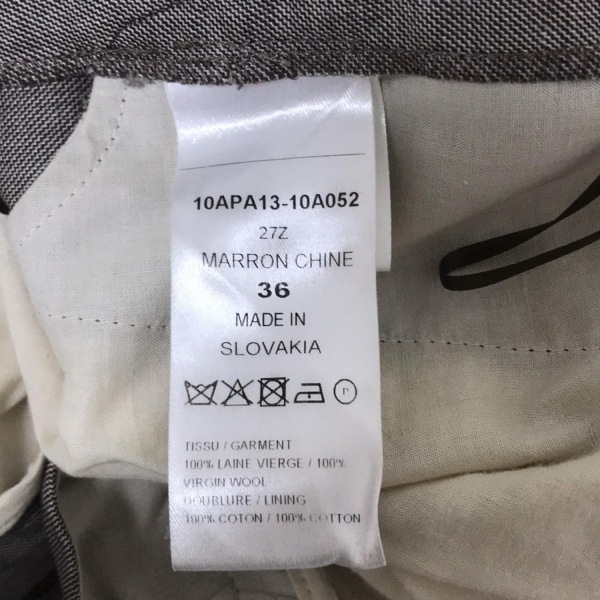 10APA13-10A052
27Z
MARRON CHINE
36
MADE IN
SLOVAKIA
P
TISSU / GARMENT
100% LAINE VIERGE / 100%
VIRGIN WOOL
DOUBLURE / LINING
100% COTON / 100% COTTON